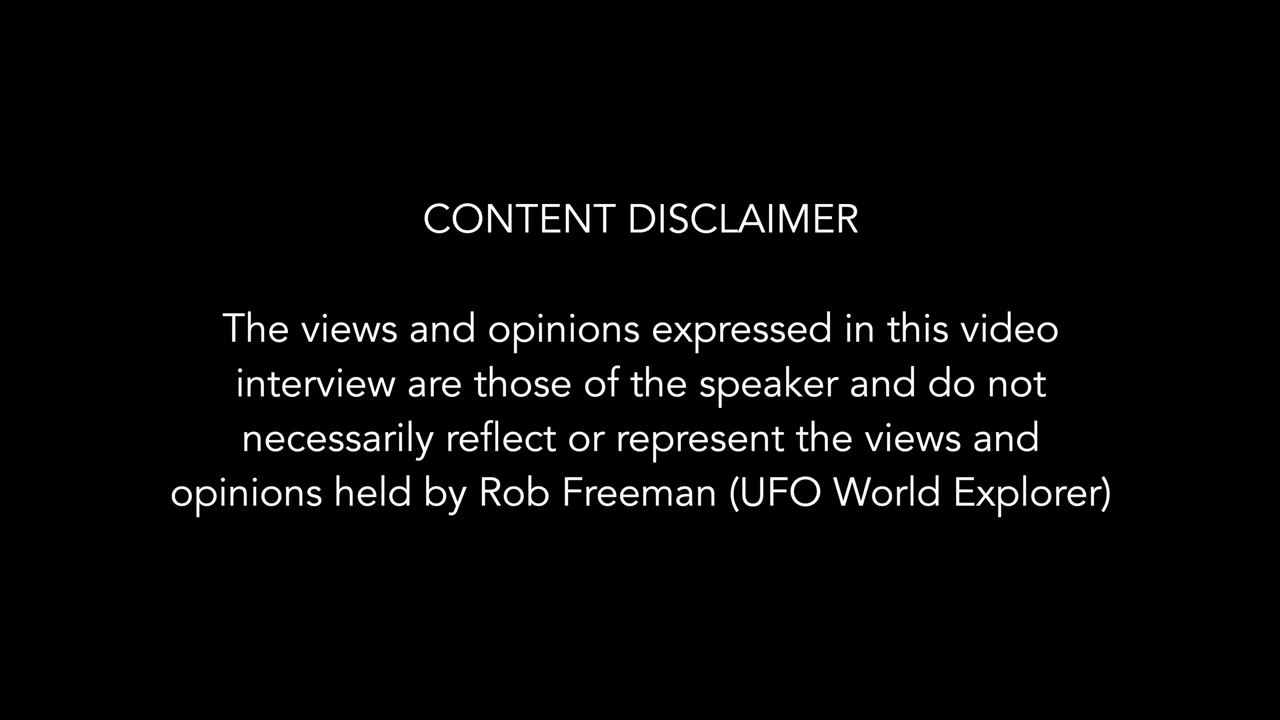 CONTENT DISCLAIMER
The views and opinions expressed in this video
interview are those of the speaker and do not
necessarily reflect or represent the views and
opinions held by Rob Freeman (UFO World Explorer)